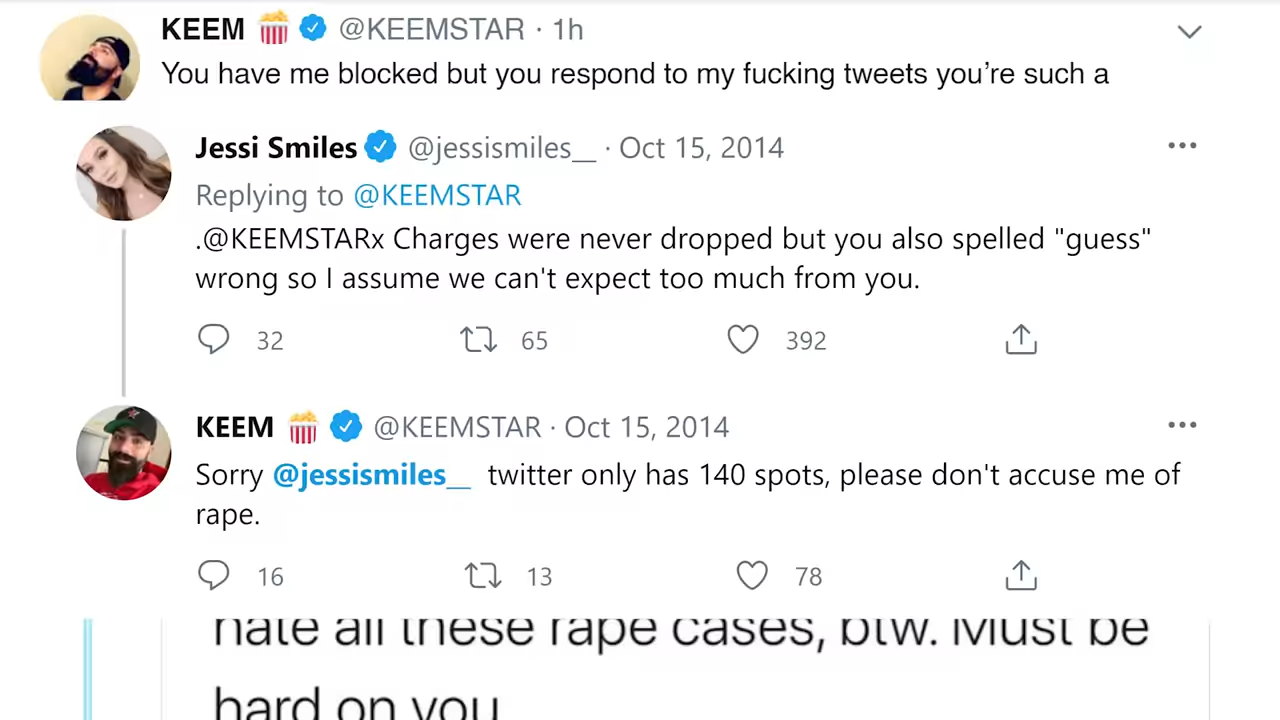 KEEM 🍿 @KEEMSTAR · 1h
You have me blocked but you respond to my fucking tweets you’re such a
Jessi Smiles @jessismiles__ · Oct 15, 2014
Replying to @KEEMSTAR
.@KEEMSTARx Charges were never dropped but you also spelled "guess"
wrong so I assume we can't expect too much from you.
32 65 392
KEEM 🍿 @KEEMSTAR · Oct 15, 2014
Sorry @jessismiles__ twitter only has 140 spots, please don't accuse me of
rape.
16 13 78
hate all these rape cases, btw. Must be
hard on you